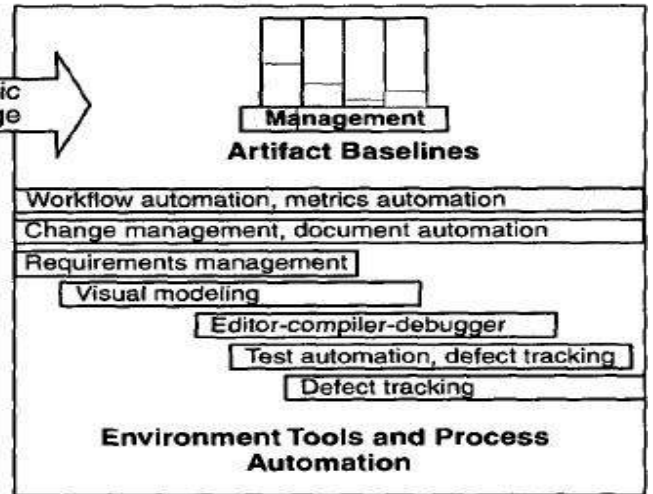 Management
Artifact Baselines
Workflow automation, metrics automation
Change management, document automation
Requirements management
Visual modeling
Editor-compiler-debugger
Test automation, defect tracking
Defect tracking
Environment Tools and Process
Automation